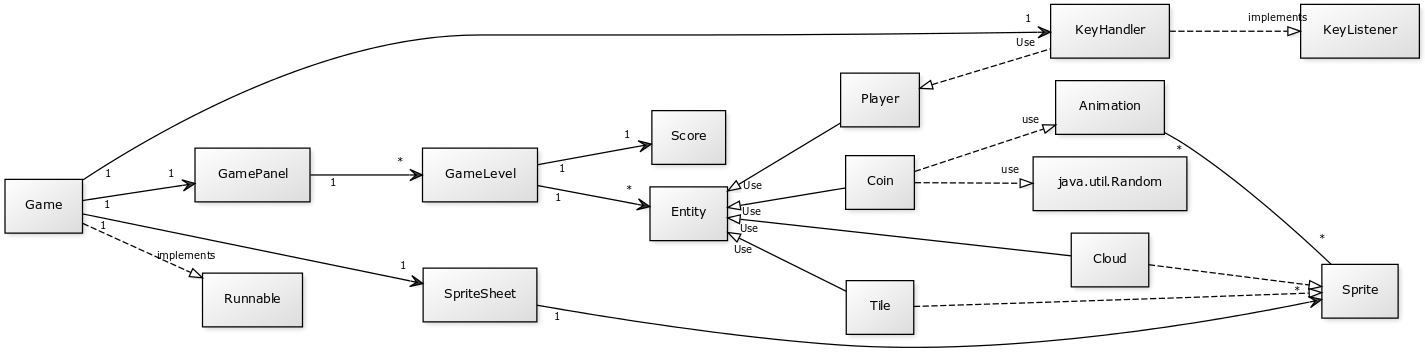 1
implements
KeyHandler
KeyListener
Use
Player
Animation
use
*
Score
1
1
Coin
use
java.util.Random
GamePanel
*
GameLevel
1
1
1
1
*
Use
Entity
Use
Use
Use
1
Game
1
1
implements
Runnable
1
SpriteSheet
1
Cloud
*
Sprite
*
Tile